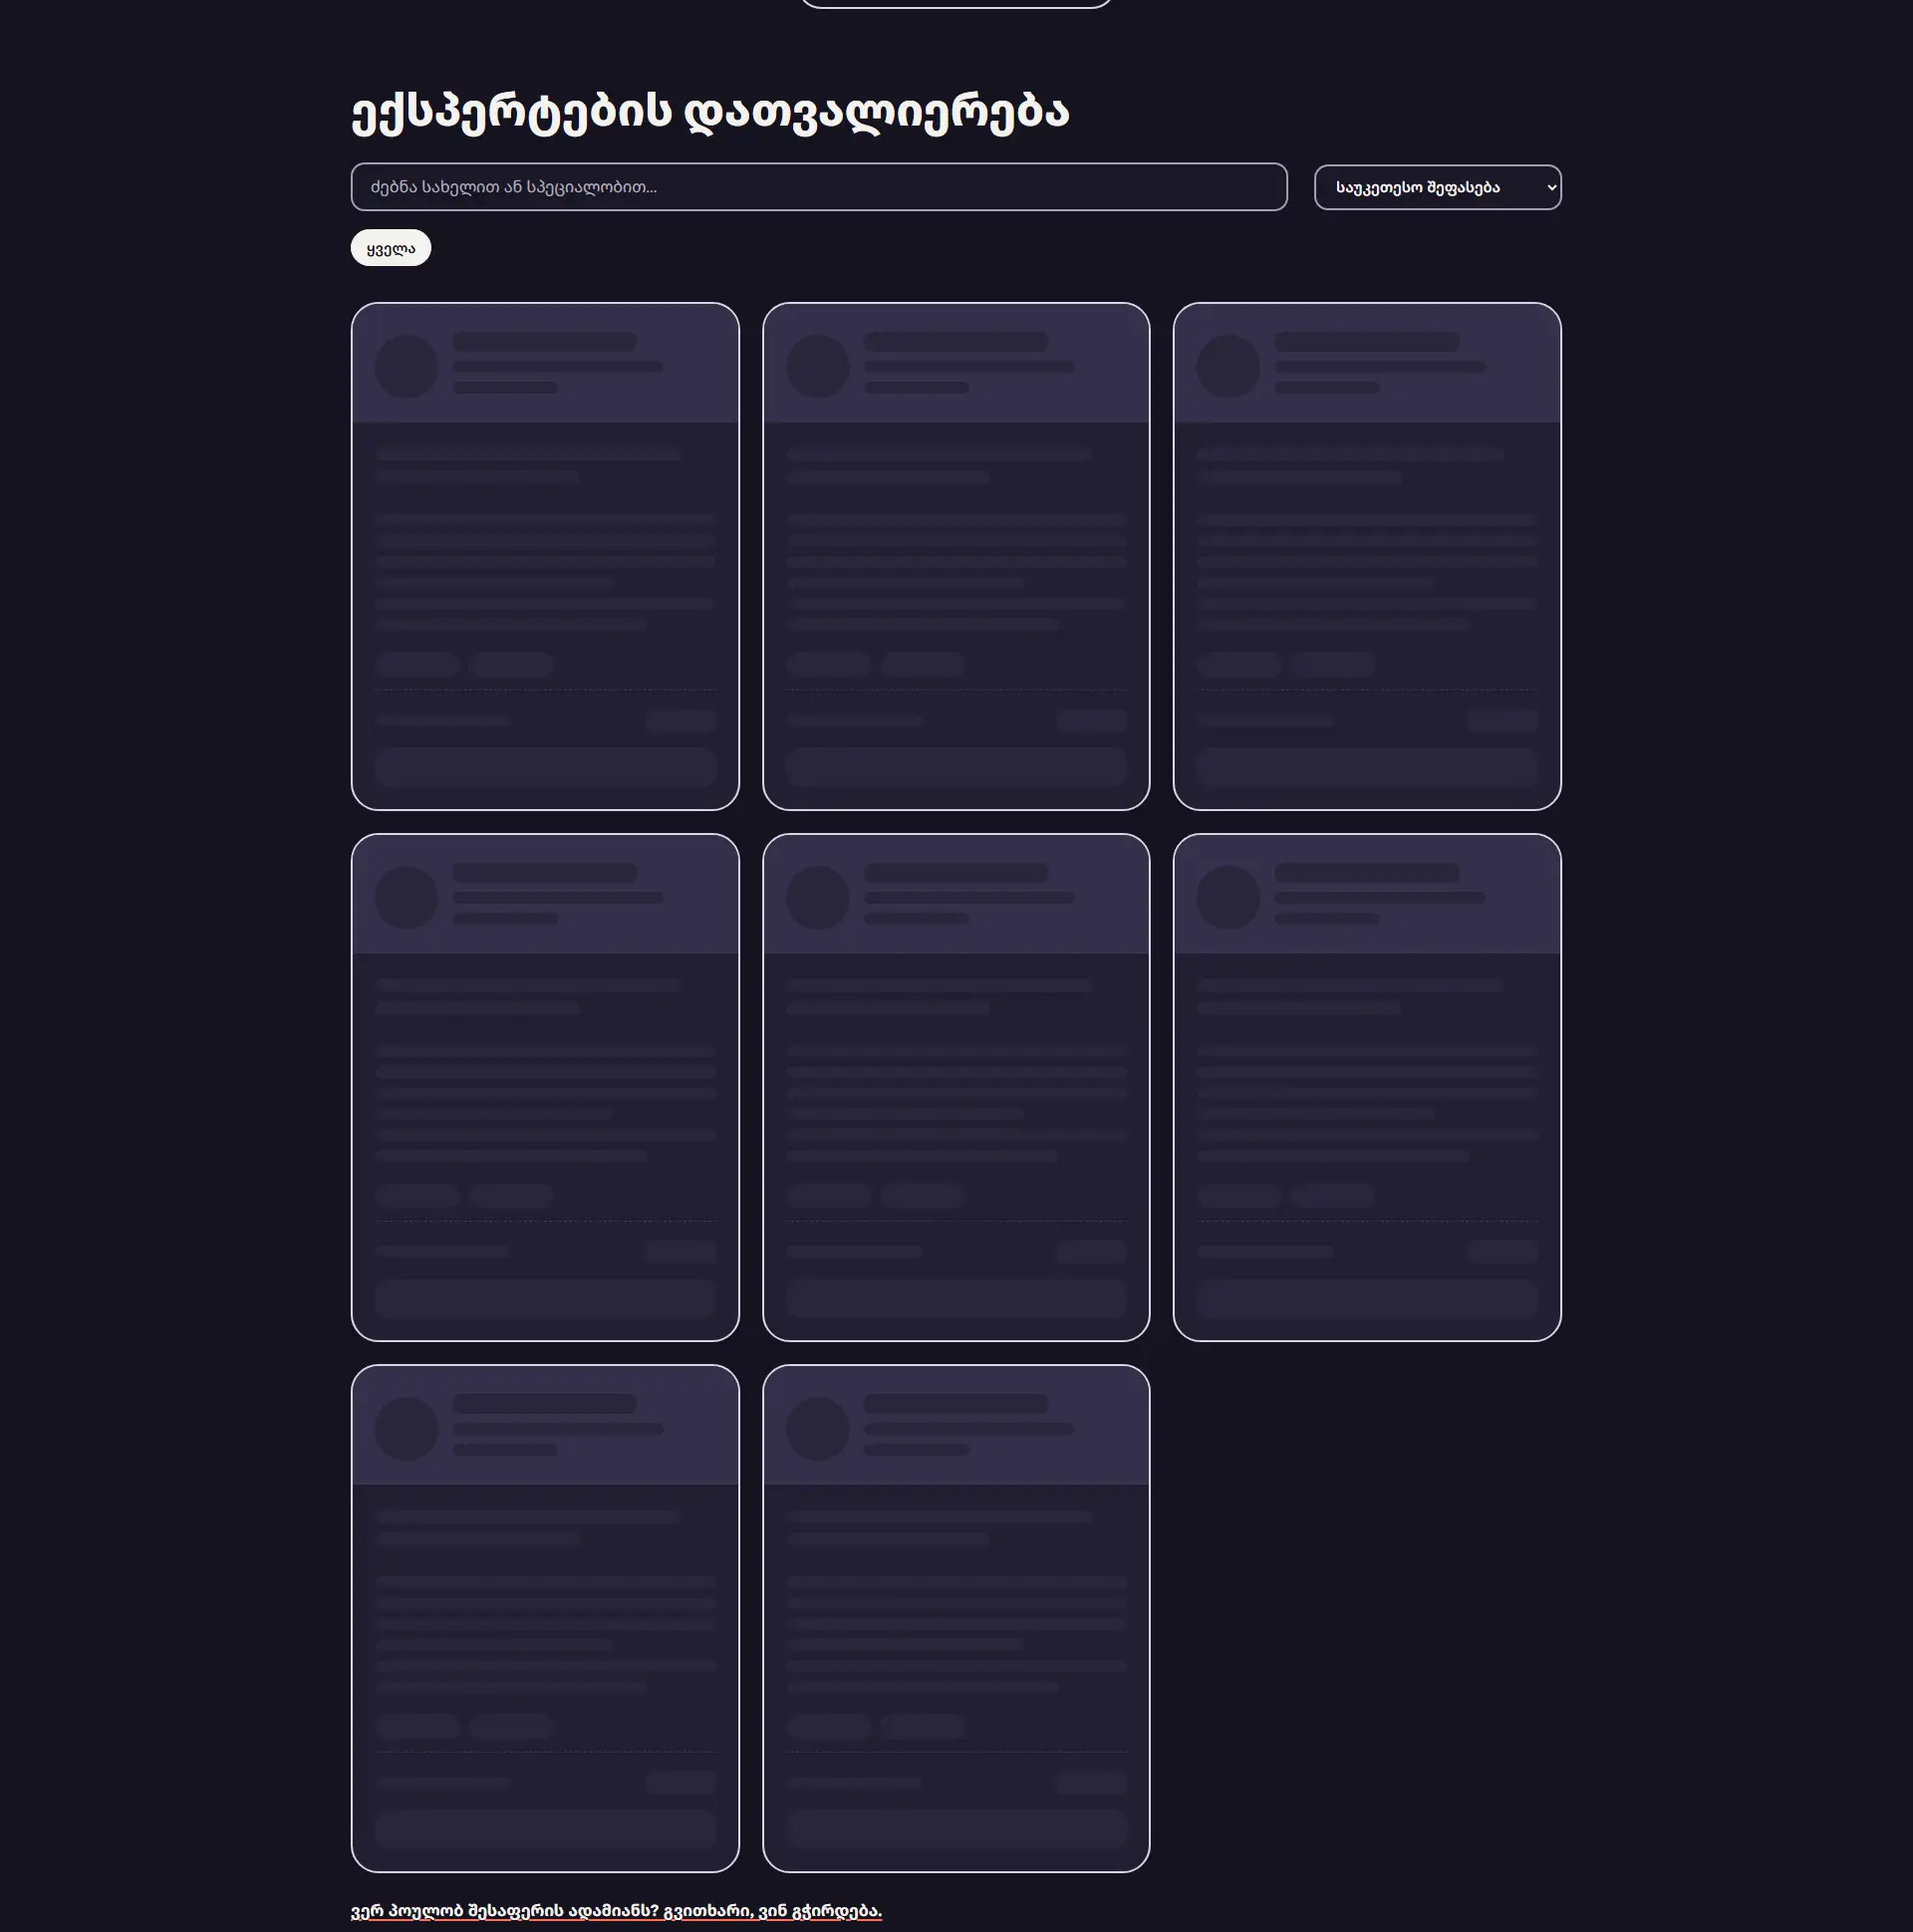 ექსპერტების დათვალიერება
ძებნა სახელით ან სპეციალობით...
საუკეთესო შეფასება
ყველა
ვერ პოულობ შესაფერის ადამიანს? გვითხარი, ვინ გჭირდება.